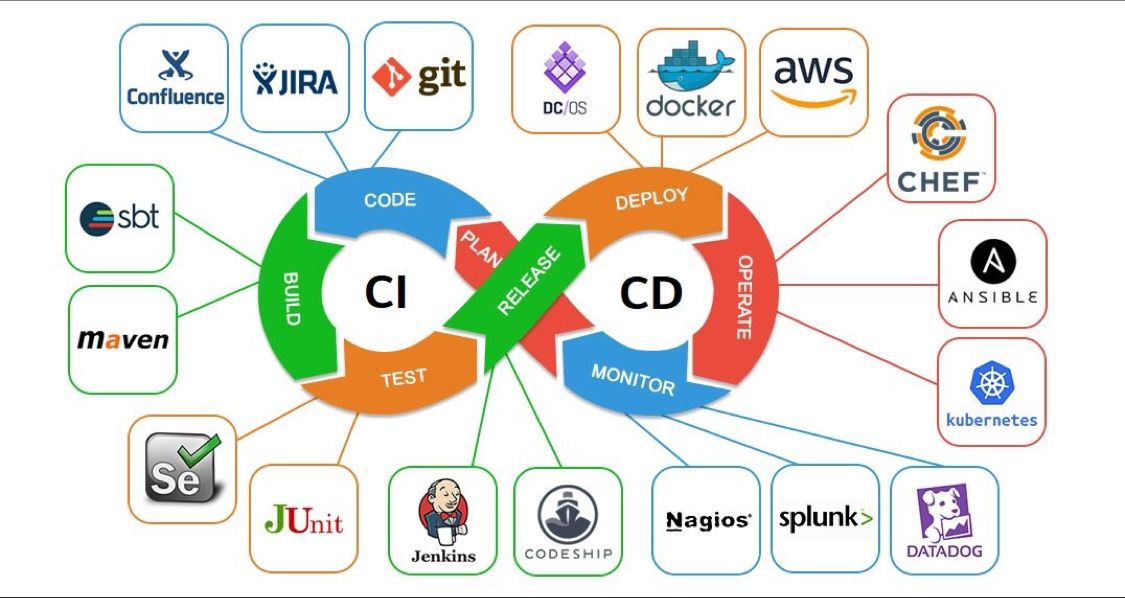 Confluence
JIRA
git
DC/OS
docker
aws
CHEF™
sbt
CODE
DEPLOY
PLAN
RELEASE
BUILD
CI
CD
OPERATE
ANSIBLE
maven
TEST
MONITOR
kubernetes
Se
JUnit
Jenkins
CODESHIP
Nagios®
splunk>
DATADOG